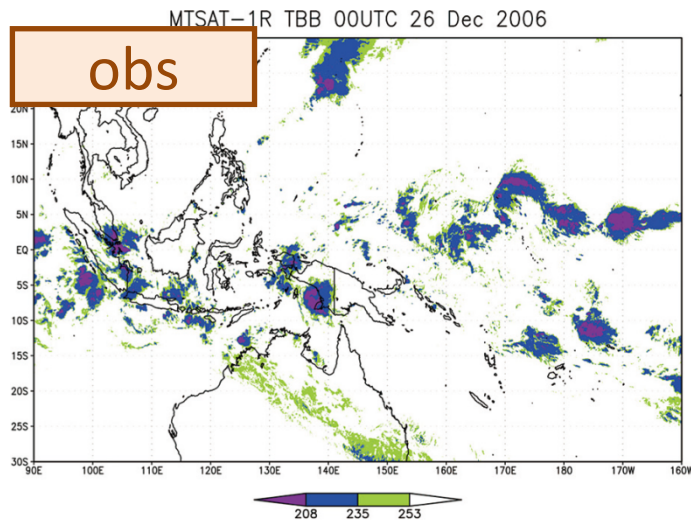 MTSAT-1R TBB 00UTC 26 Dec 2006
obs
20N
15N
10N
5N
EQ
5S
10S
15S
20S
25S
30S
90E 100E 110E 120E 130E 140E 150E 160E 170E 180 170W 160W
208 235 253